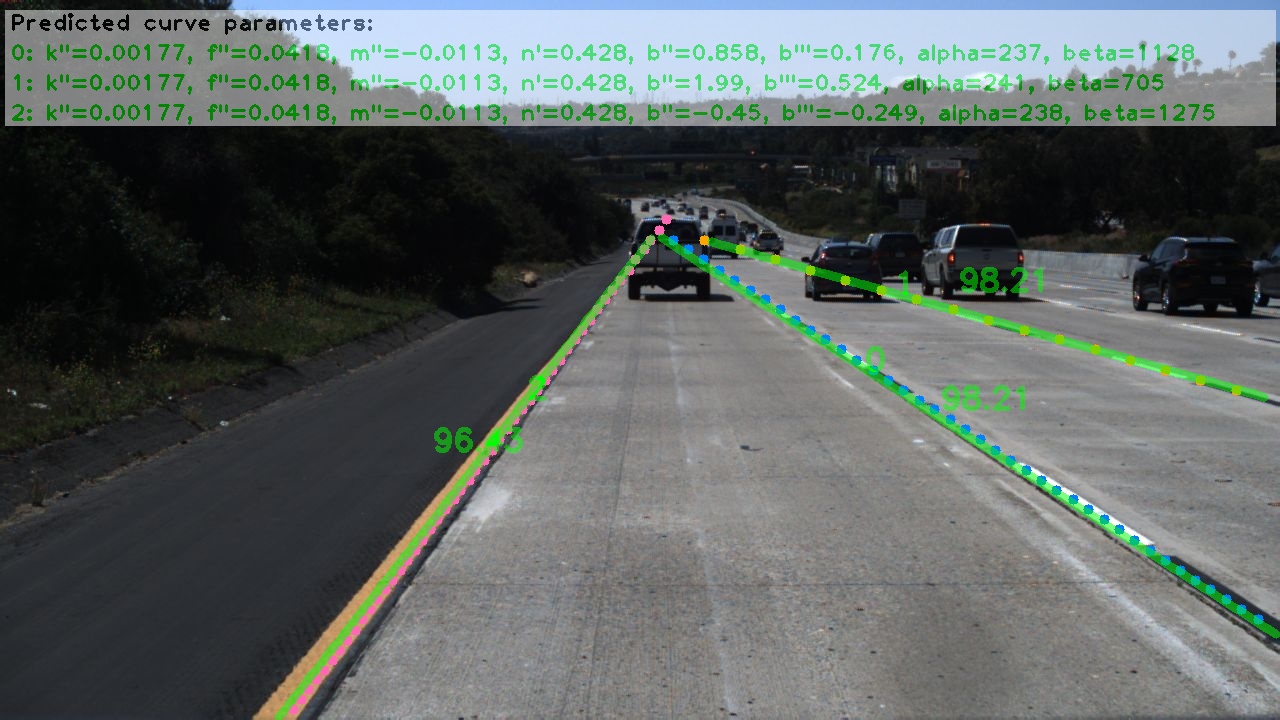 Predicted curve parameters:
0: k''=0.00177, f''=0.0418, m''=−0.0113, n'=0.428, b''=0.858, b'''=0.176, alpha=237, beta=1128
1: k''=0.00177, f''=0.0418, m''=−0.0113, n'=0.428, b''=1.99, b'''=0.524, alpha=241, beta=705
2: k''=0.00177, f''=0.0418, m''=−0.0113, n'=0.428, b''=−0.45, b'''=−0.249, alpha=238, beta=1275
1 98.21
0
98.21
2